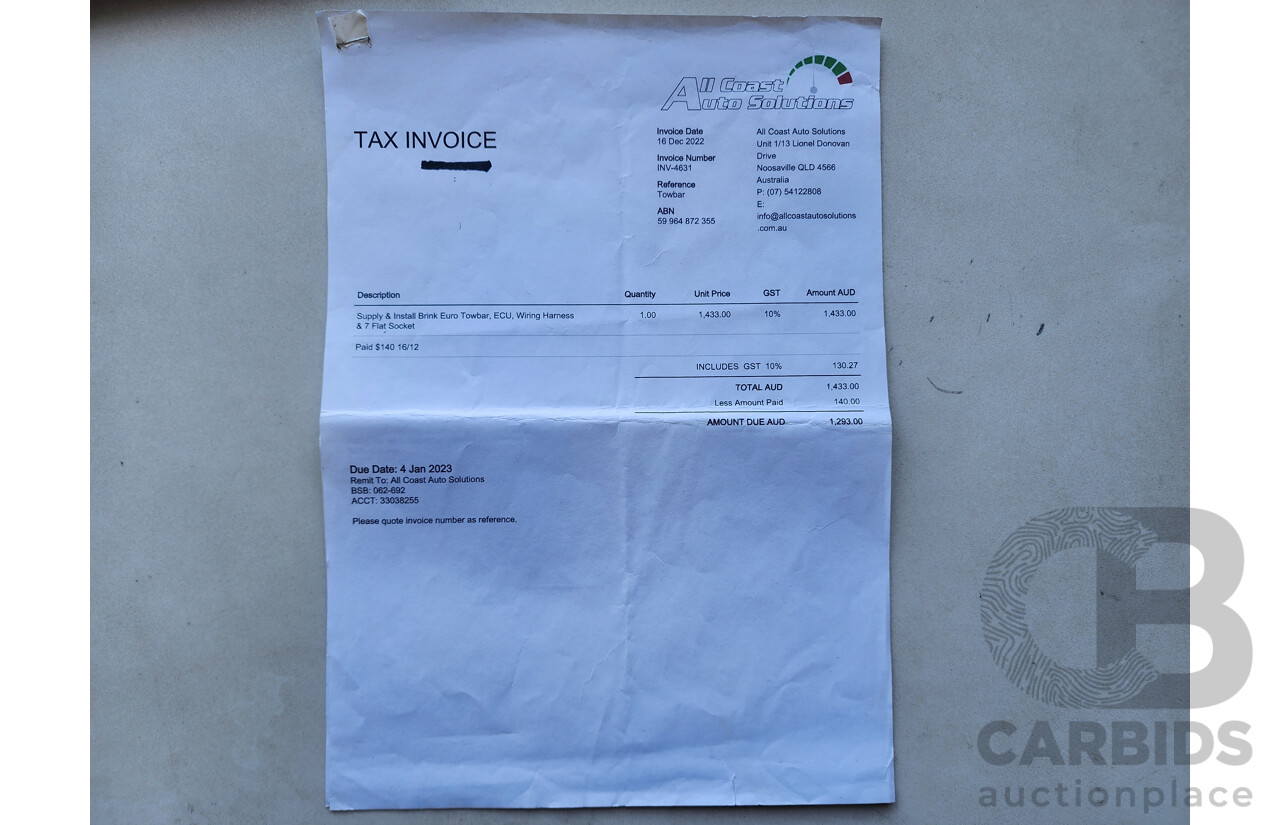 All Coast
Auto Solutions
TAX INVOICE
Invoice Date
16 Dec 2022
Invoice Number
INV-4631
Reference
Towbar
ABN
59 964 872 355
All Coast Auto Solutions
Unit 1/13 Lionel Donovan
Drive
Noosaville QLD 4566
Australia
P: (07) 54122808
E:
info@allcoastautosolutions
.com.au
Description Quantity Unit Price GST Amount AUD
Supply & Install Brink Euro Towbar, ECU, Wiring Harness 1.00 1,433.00 10% 1,433.00
& 7 Flat Socket
Paid $140 16/12
INCLUDES GST 10% 130.27
TOTAL AUD 1,433.00
Less Amount Paid 140.00
AMOUNT DUE AUD 1,293.00
Due Date: 4 Jan 2023
Remit To: All Coast Auto Solutions
BSB: 062-692
ACCT: 33038255
Please quote invoice number as reference.
CB
CARBIDS
auctionplace